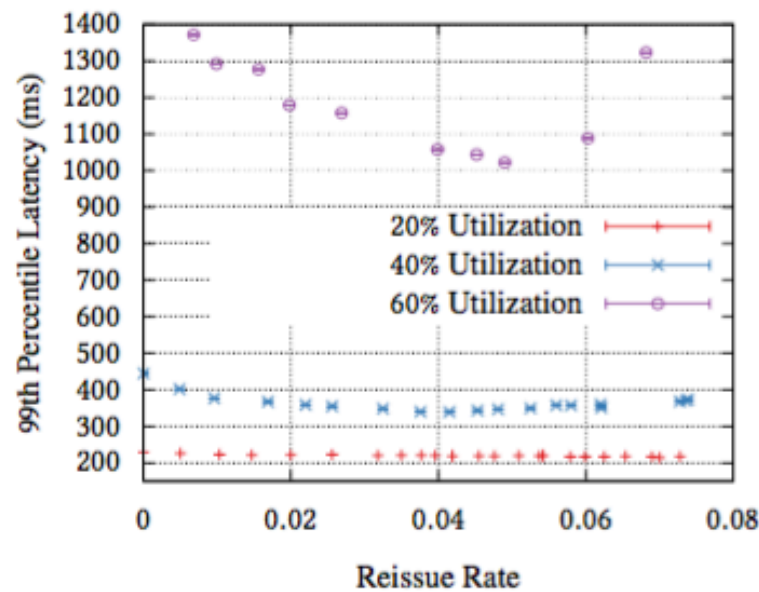 1400
1300
1200
1100
1000
900
800
700
600
500
400
300
200
99th Percentile Latency (ms)
20% Utilization
40% Utilization
60% Utilization
0 0.02 0.04 0.06 0.08
Reissue Rate